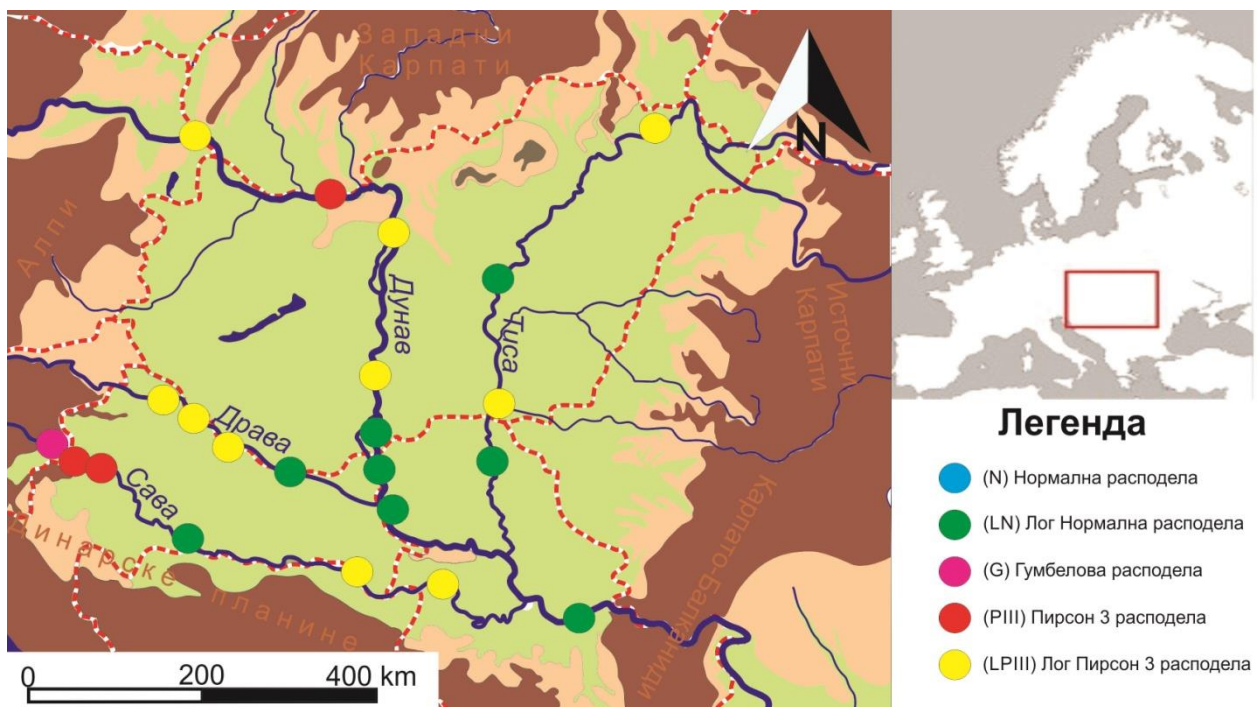 Западни
Карпати
N
Алпи
Дунав
Тиса
Источни
Карпати
Драва
Сава
Динарске планине
Карпато-Балканиди
0 200 400 km
Легенда
(N) Нормална расподела
(LN) Лог Нормална расподела
(G) Гумбелова расподела
(PIII) Пирсон 3 расподела
(LPIII) Лог Пирсон 3 расподела